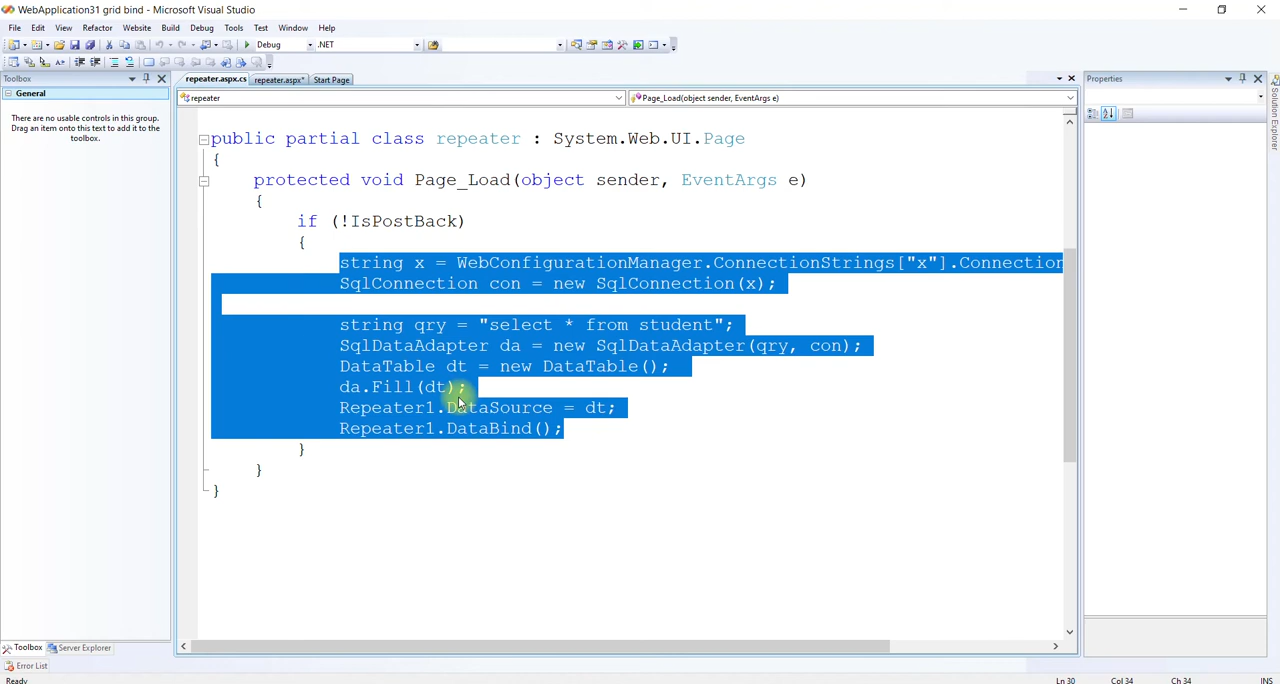 WebApplication31 grid bind - Microsoft Visual Studio
File Edit View Refactor Website Build Debug Tools Test Window Help
Debug .NET
Toolbox
repeater.aspx.cs repeater.aspx* Start Page
Properties
General
repeater Page_Load(object sender, EventArgs e)
There are no usable controls in this group. Drag an item onto this text to add it to the toolbox.
public partial class repeater : System.Web.UI.Page
{
protected void Page_Load(object sender, EventArgs e)
{
if (!IsPostBack)
{
string x = WebConfigurationManager.ConnectionStrings["x"].Connection
SqlConnection con = new SqlConnection(x);
string qry = "select * from student";
SqlDataAdapter da = new SqlDataAdapter(qry, con);
DataTable dt = new DataTable();
da.Fill(dt);
Repeater1.DataSource = dt;
Repeater1.DataBind();
}
}
}
Solution Explorer
Toolbox Server Explorer
Error List
Ready Ln 30 Col 34 Ch 34 INS